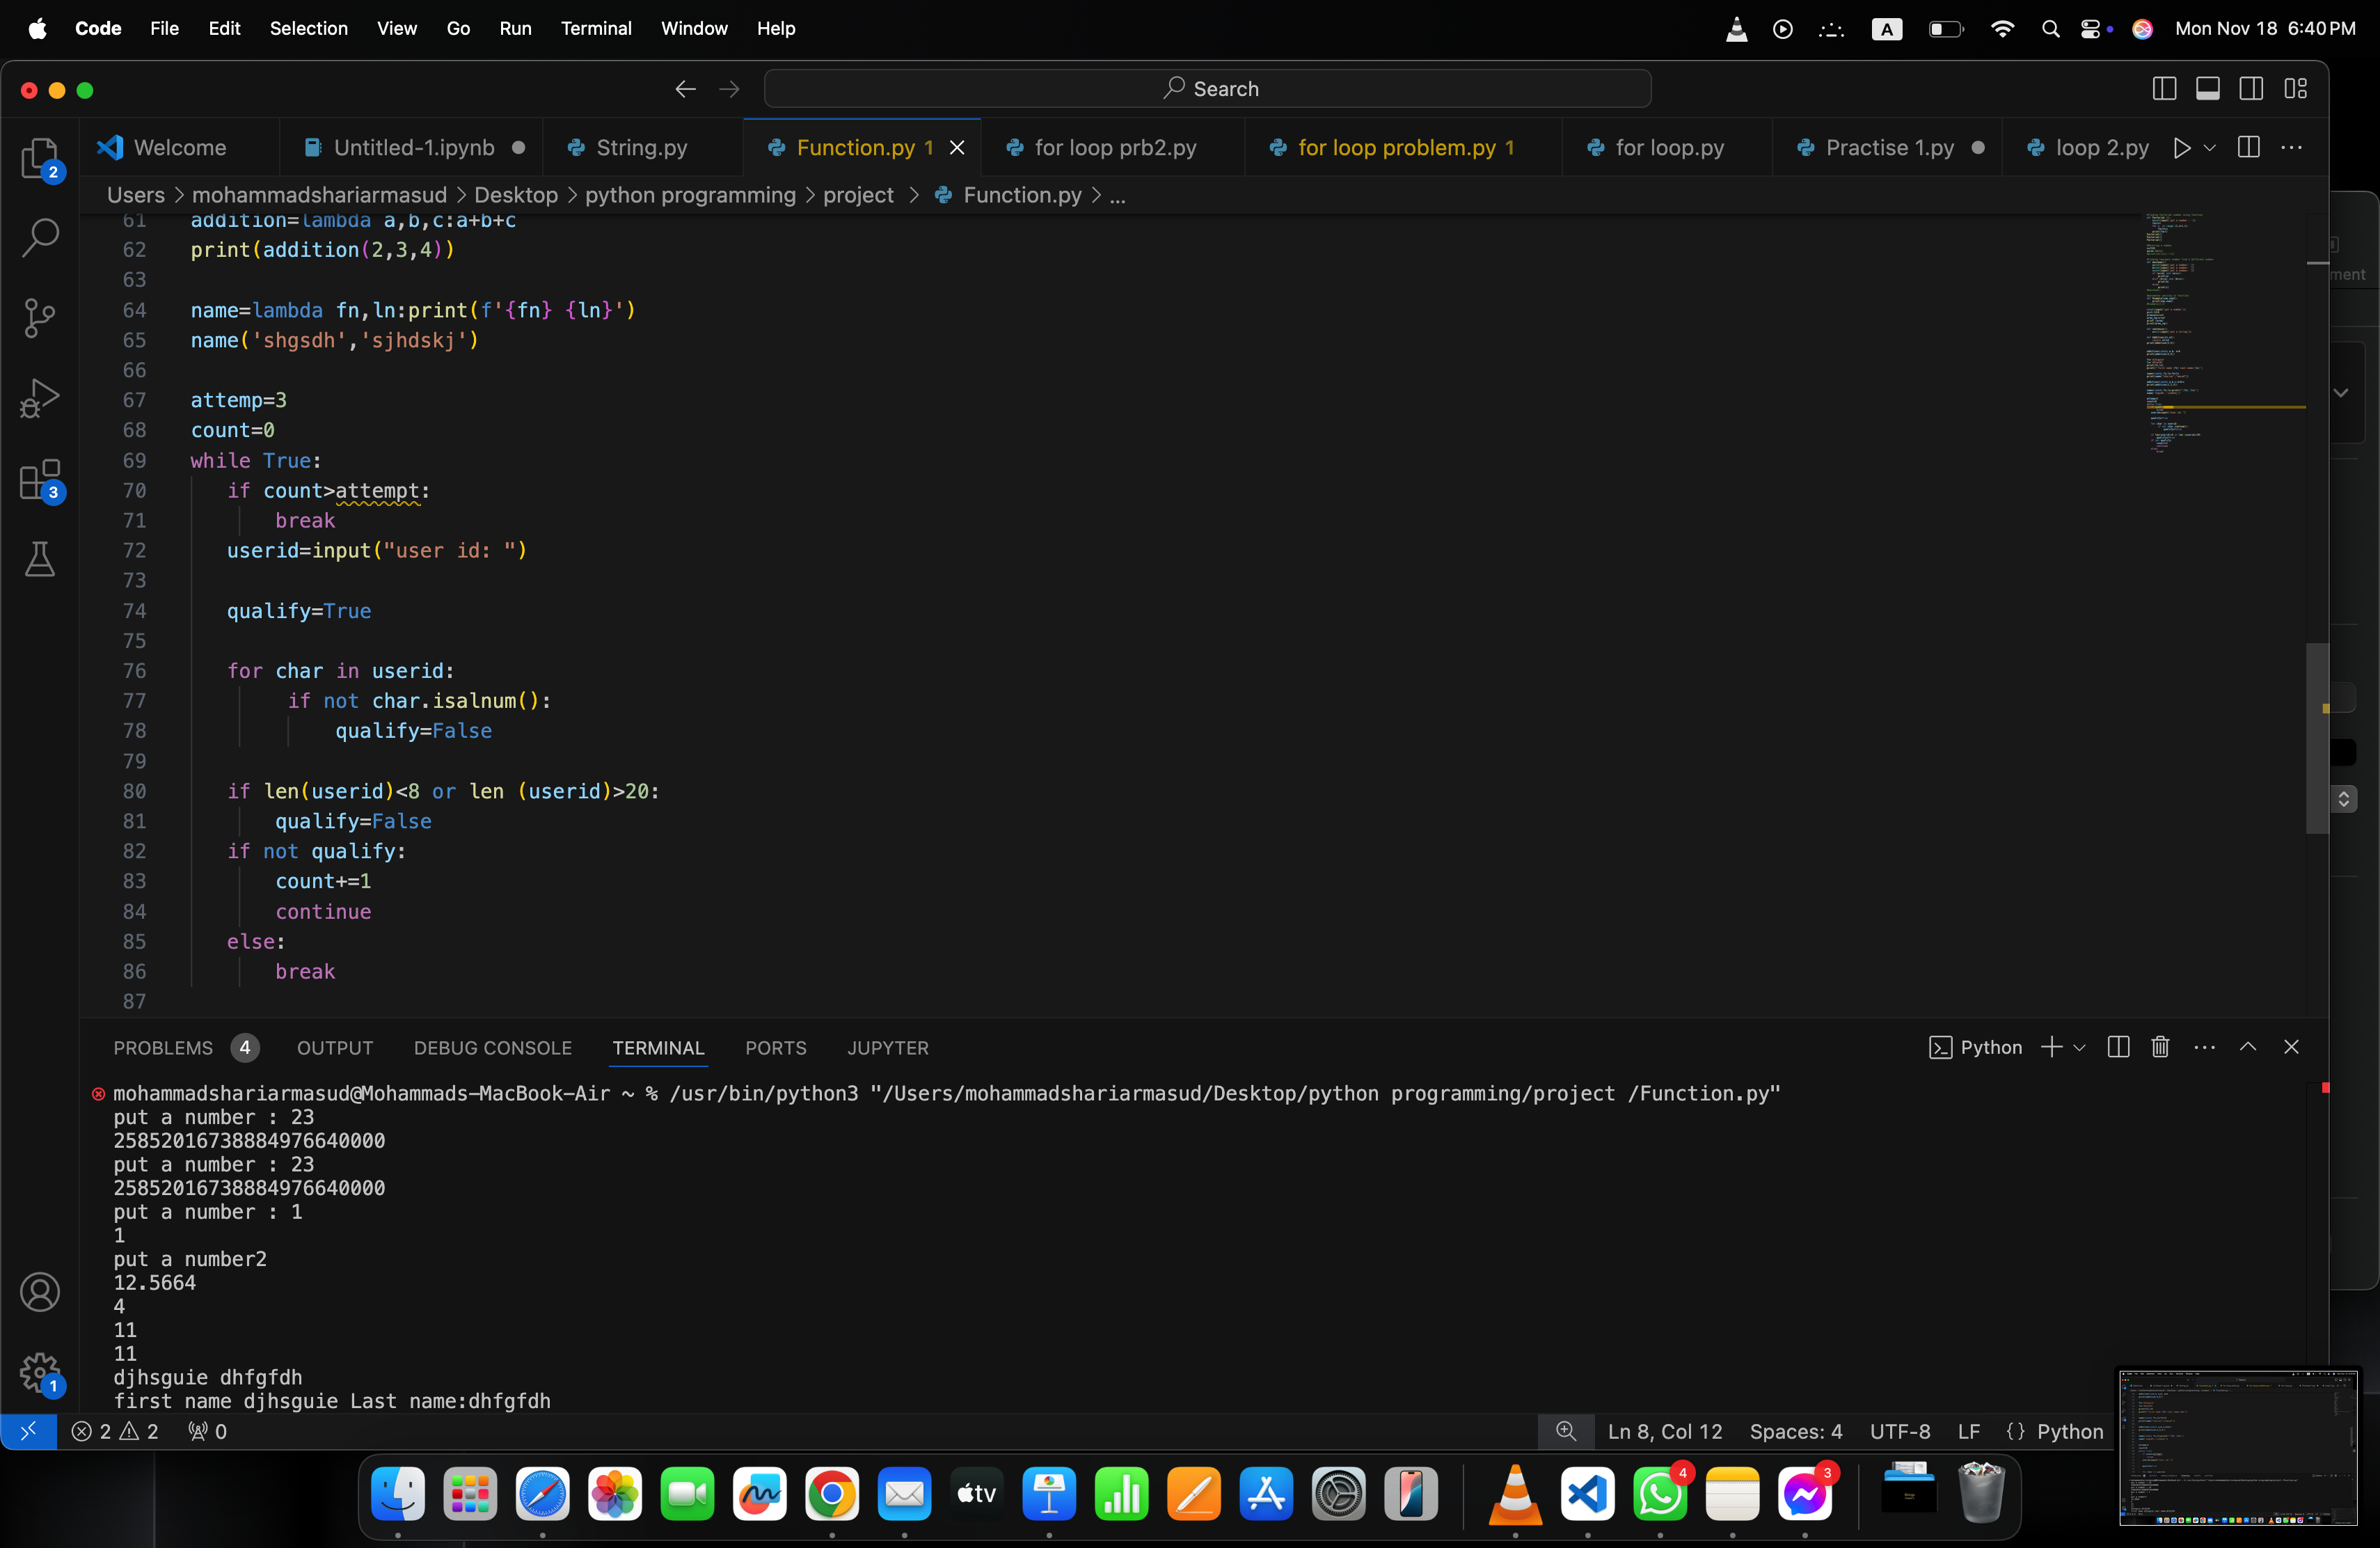 Code File Edit Selection View Go Run Terminal Window Help A Mon Nov 18 6:40 PM
Search
Welcome Untitled-1.ipynb String.py Function.py 1 for loop prb2.py for loop problem.py 1 for loop.py Practise 1.py loop 2.py
2
Users > mohammadshariarmasud > Desktop > python programming > project > Function.py > ...
61 addition=lambda a,b,c:a+b+c
62 print(addition(2,3,4))
63
64 name=lambda fn,ln:print(f'{fn} {ln}')
65 name('shgsdh','sjhdskj')
66
67 attemp=3
68 count=0
69 while True:
70 if count>attempt:
3
71 break
72 userid=input("user id: ")
73
74 qualify=True
75
76 for char in userid:
77 if not char.isalnum():
78 qualify=False
79
80 if len(userid)<8 or len (userid)>20:
81 qualify=False
82 if not qualify:
83 count+=1
84 continue
85 else:
86 break
87
ment
PROBLEMS 4 OUTPUT DEBUG CONSOLE TERMINAL PORTS JUPYTER Python
mohammadshariarmasud@Mohammads-MacBook-Air ~ % /usr/bin/python3 "/Users/mohammadshariarmasud/Desktop/python programming/project /Function.py"
put a number : 23
25852016738884976640000
put a number : 23
25852016738884976640000
put a number : 1
1
put a number2
12.5664
4
11
11
djhsguie dhfgfdh
first name djhsguie Last name:dhfgfdh
1
2 2 0 Ln 8, Col 12 Spaces: 4 UTF-8 LF {} Python
tv 4 3